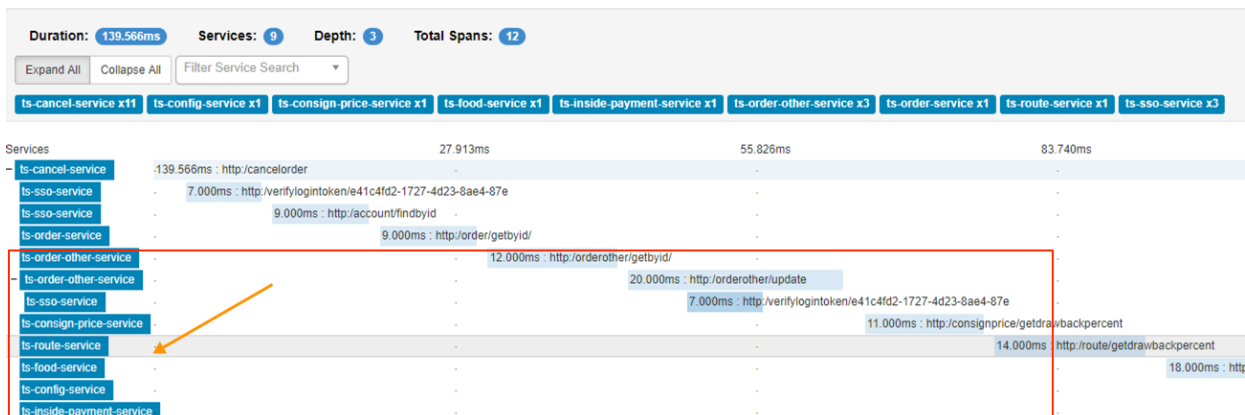 Duration: 139.566ms Services: 9 Depth: 3 Total Spans: 12
Expand All Collapse All Filter Service Search
ts-cancel-service x11 ts-config-service x1 ts-consign-price-service x1 ts-food-service x1 ts-inside-payment-service x1 ts-order-other-service x3 ts-order-service x1 ts-route-service x1 ts-sso-service x3
Services 27.913ms 55.826ms 83.740ms
- ts-cancel-service 139.566ms : http:/cancelorder
ts-sso-service 7.000ms : http:/verifylogintoken/e41c4fd2-1727-4d23-8ae4-87e
ts-sso-service 9.000ms : http:/account/findbyid
ts-order-service 9.000ms : http:/order/getbyid/
ts-order-other-service 12.000ms : http:/orderother/getbyid/
- ts-order-other-service 20.000ms : http:/orderother/update
ts-sso-service 7.000ms : http:/verifylogintoken/e41c4fd2-1727-4d23-8ae4-87e
ts-consign-price-service 11.000ms : http:/consignprice/getdrawbackpercent
ts-route-service 14.000ms : http:/route/getdrawbackpercent
ts-food-service 18.000ms : http
ts-config-service
ts-inside-payment-service